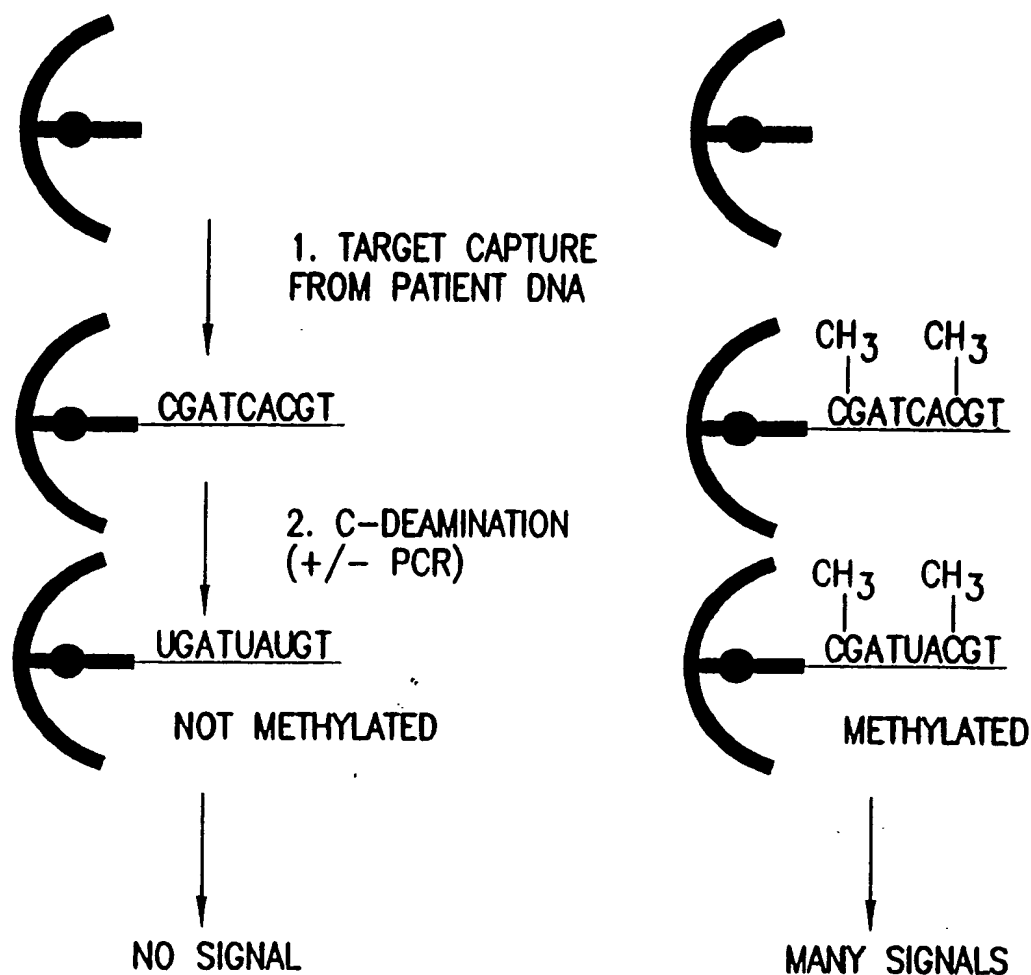 1. TARGET CAPTURE
FROM PATIENT DNA
CGATCACGT
CH3 CH3
CGATCACGT
2. C-DEAMINATION
(+/- PCR)
UGATUAUGT
CH3 CH3
CGATUACGT
NOT METHYLATED
METHYLATED
NO SIGNAL
MANY SIGNALS